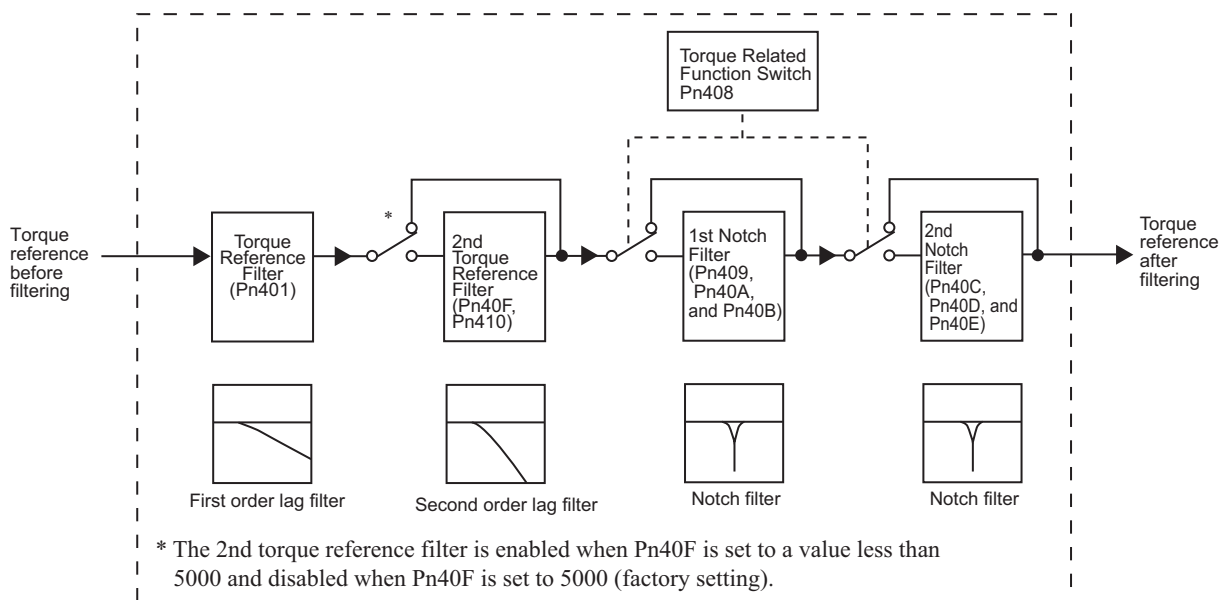 Torque Related
Function Switch
Pn408
Torque
reference
before
filtering
Torque
Reference
Filter
(Pn401)
*
2nd
Torque
Reference
Filter
(Pn40F,
Pn410)
1st Notch
Filter
(Pn409,
Pn40A,
and Pn40B)
2nd
Notch
Filter
(Pn40C,
Pn40D, and
Pn40E)
Torque
reference
after
filtering
First order lag filter
Second order lag filter
Notch filter
Notch filter
* The 2nd torque reference filter is enabled when Pn40F is set to a value less than
5000 and disabled when Pn40F is set to 5000 (factory setting).